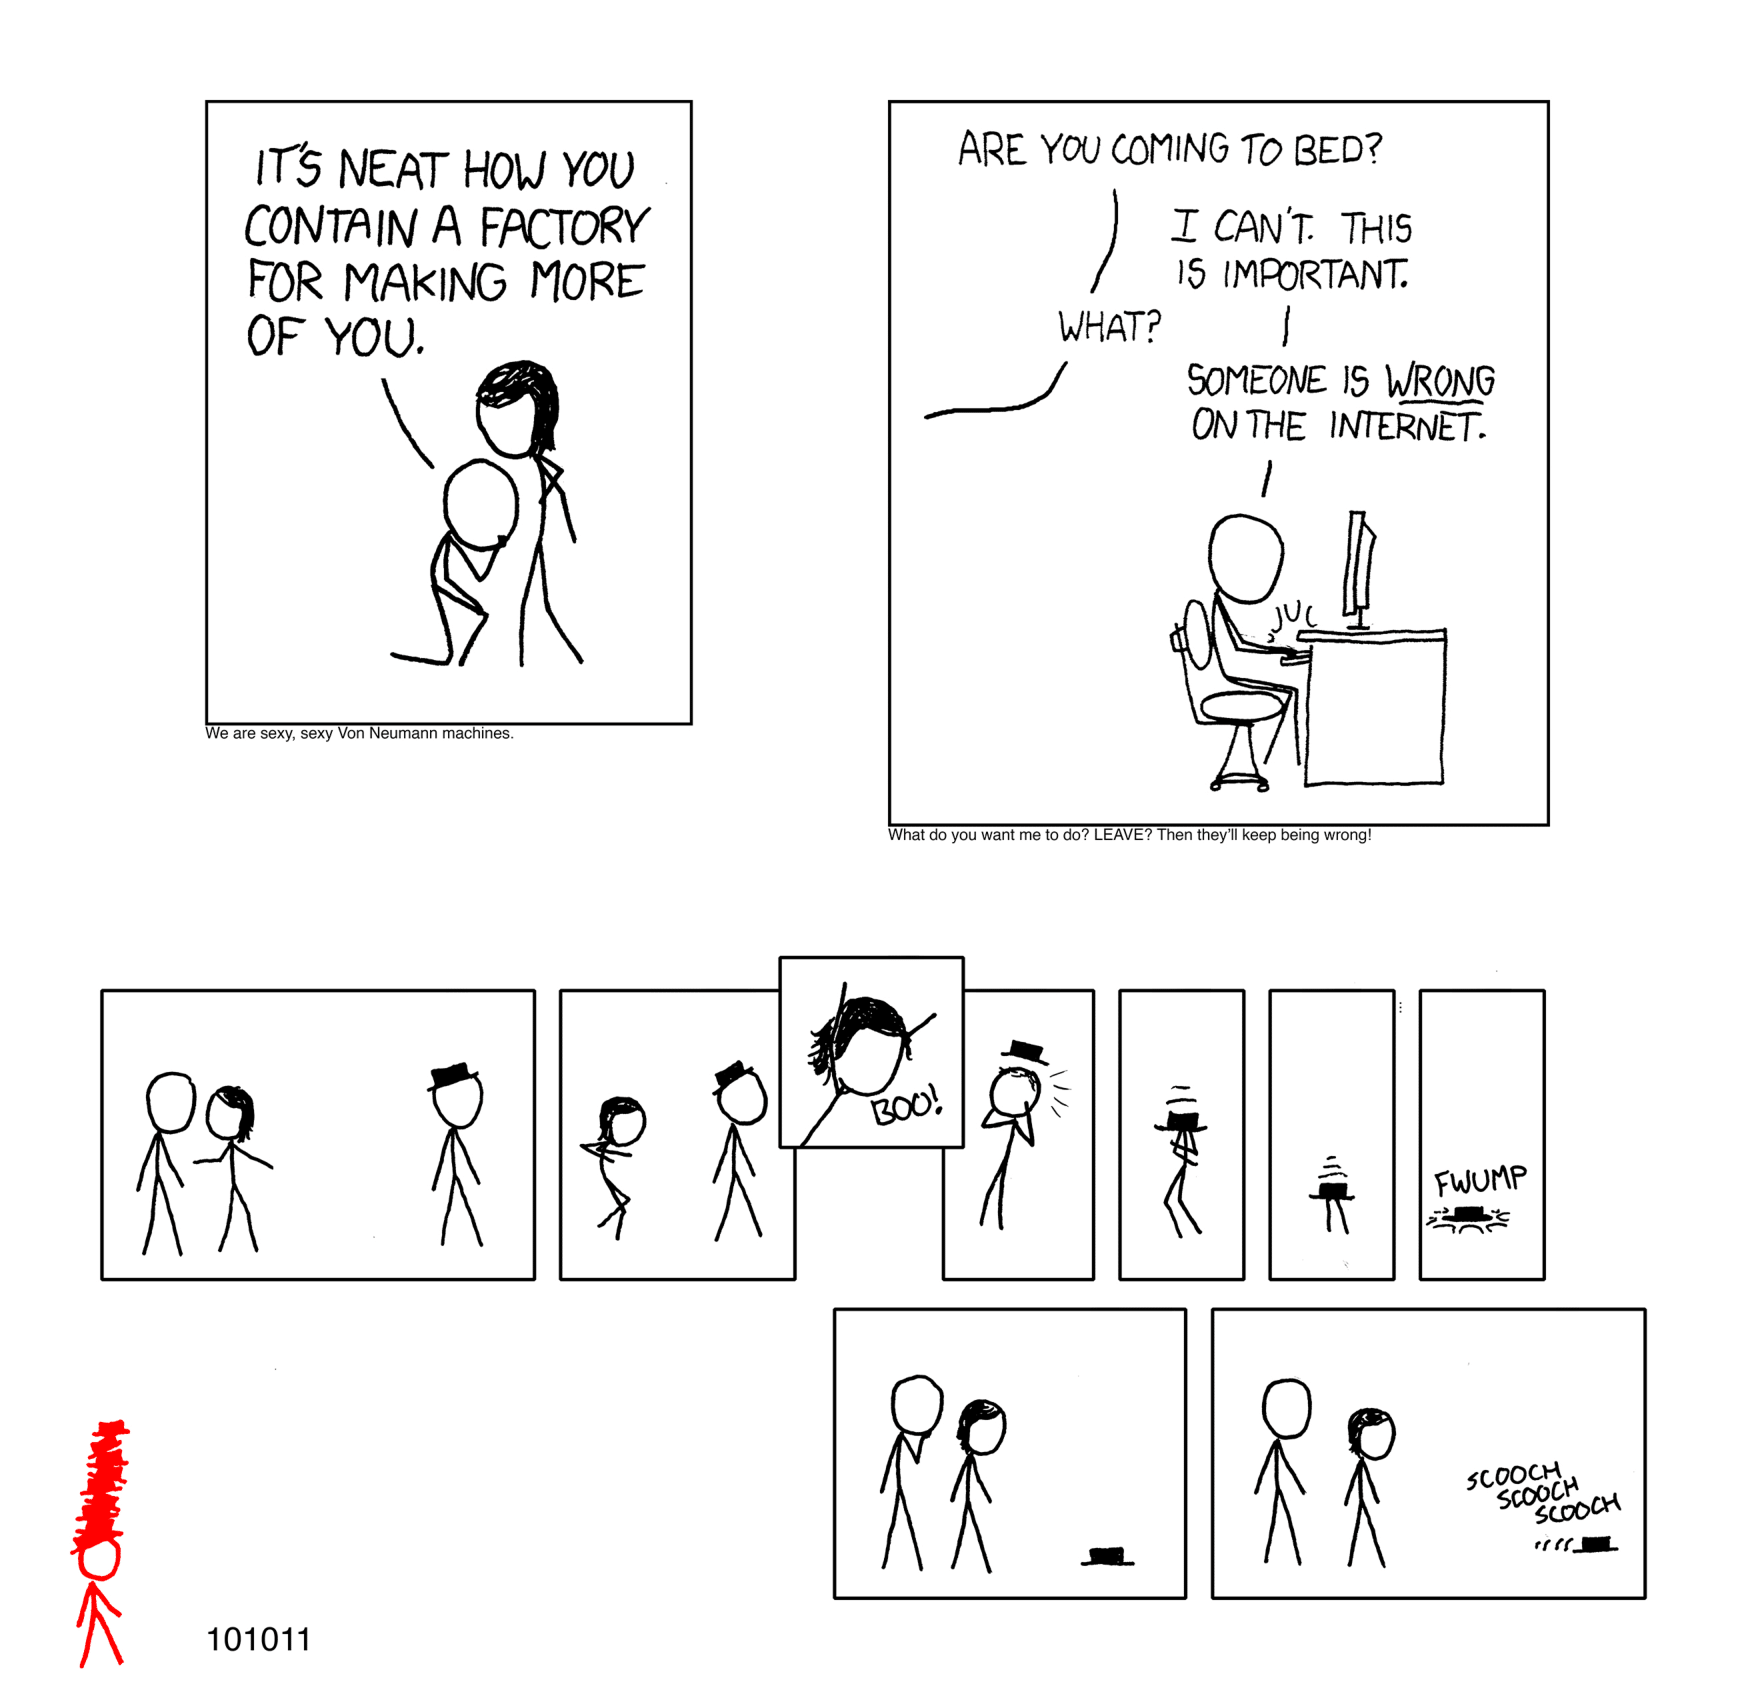 IT'S NEAT HOW YOU
CONTAIN A FACTORY
FOR MAKING MORE
OF YOU.
We are sexy, sexy Von Neumann machines.
ARE YOU COMING TO BED?
I CAN'T. THIS
IS IMPORTANT.
WHAT?
SOMEONE IS WRONG
ON THE INTERNET.
What do you want me to do? LEAVE? Then they'll keep being wrong!
BOO!
FWUMP
SCOOCH
SCOOCH
SCOOCH
101011